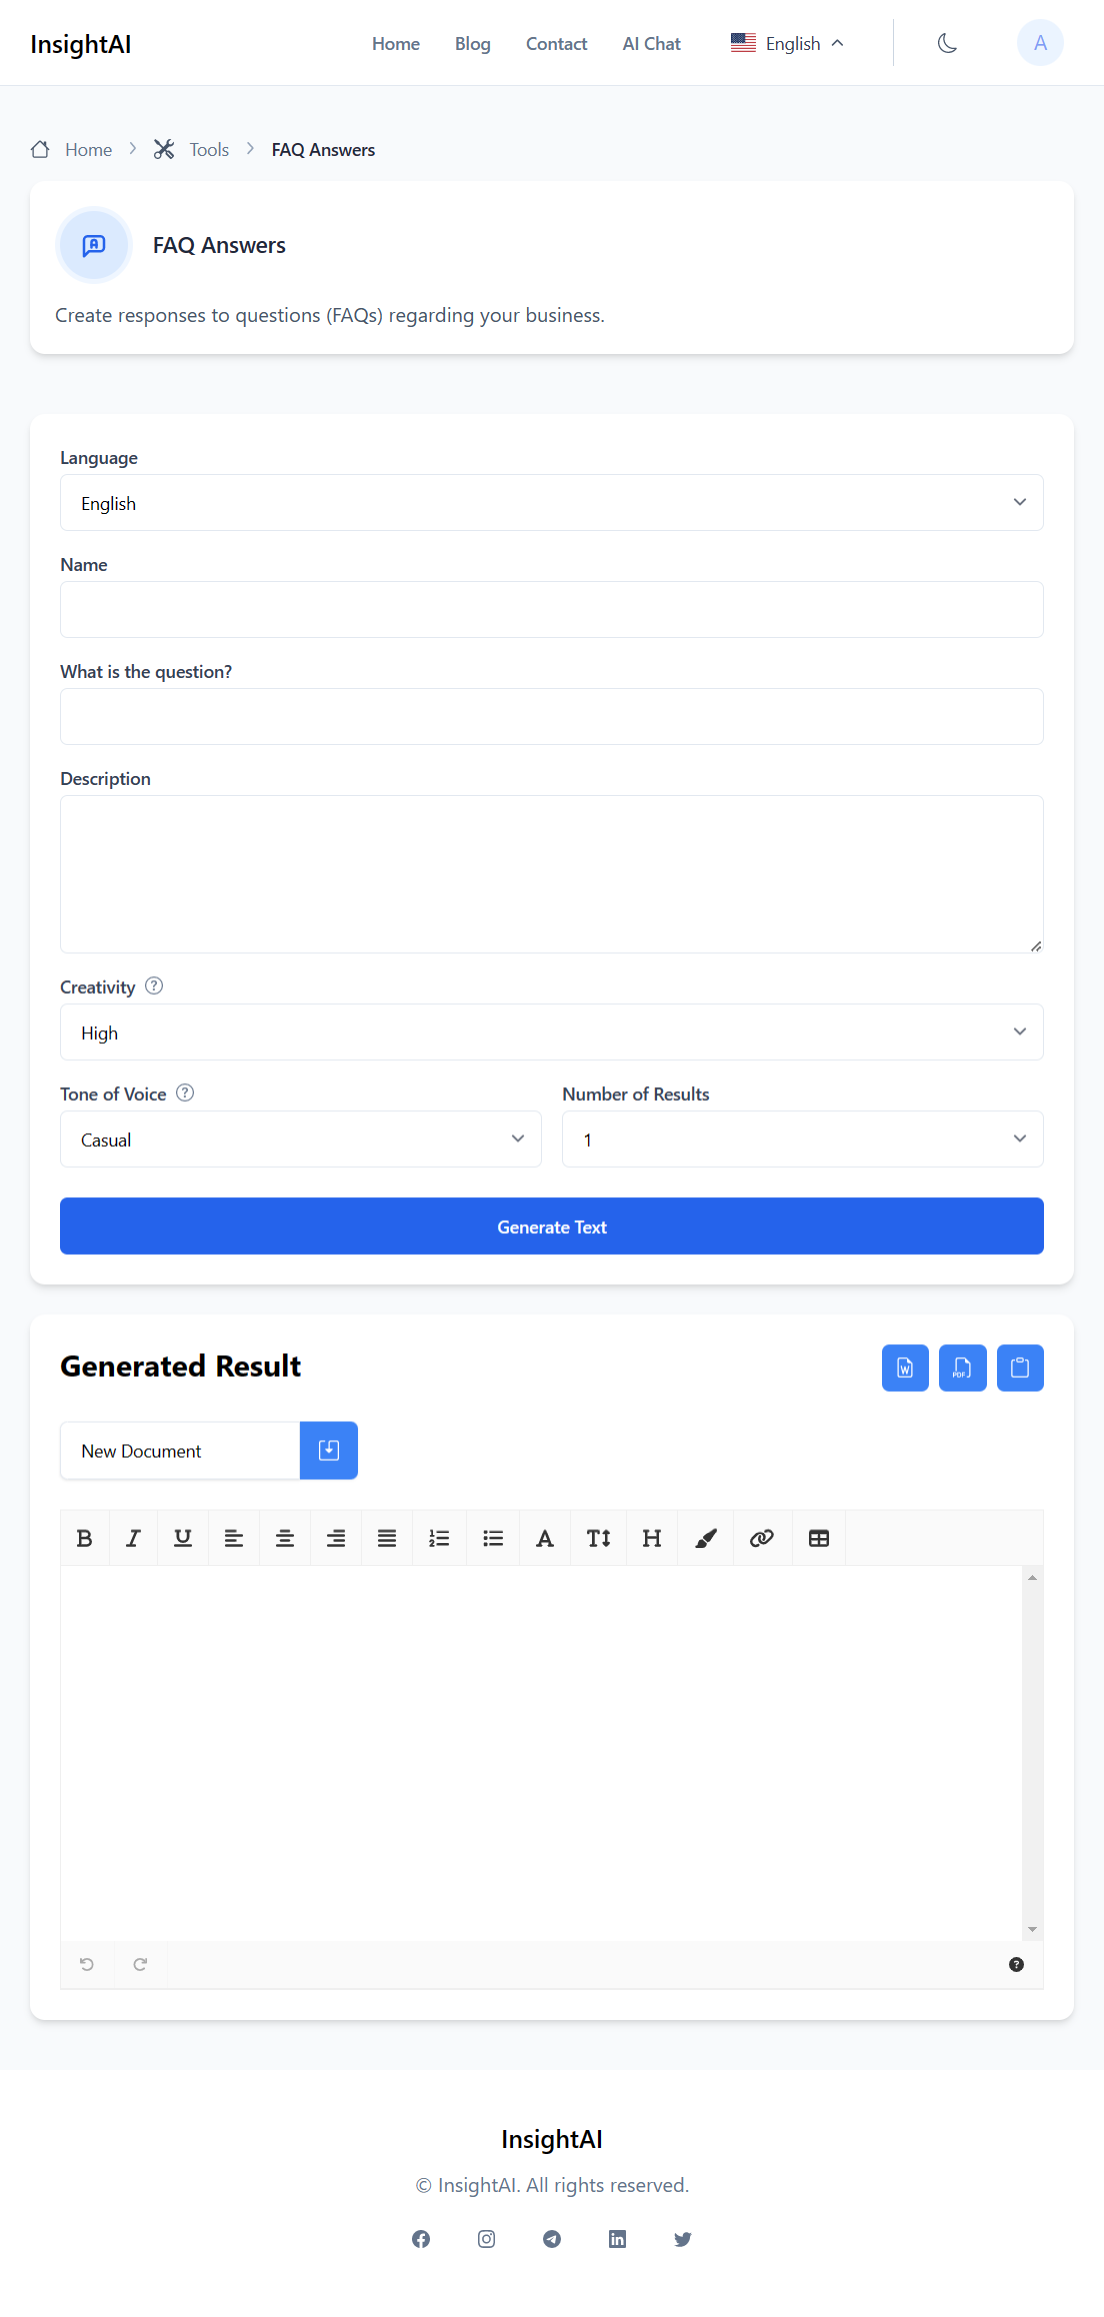 InsightAI
Home Blog Contact AI Chat English A
Home Tools FAQ Answers
FAQ Answers
Create responses to questions (FAQs) regarding your business.
Language
English
Name
What is the question?
Description
Creativity
High
Tone of Voice Number of Results
Casual 1
Generate Text
Generated Result
New Document
InsightAI
© InsightAI. All rights reserved.